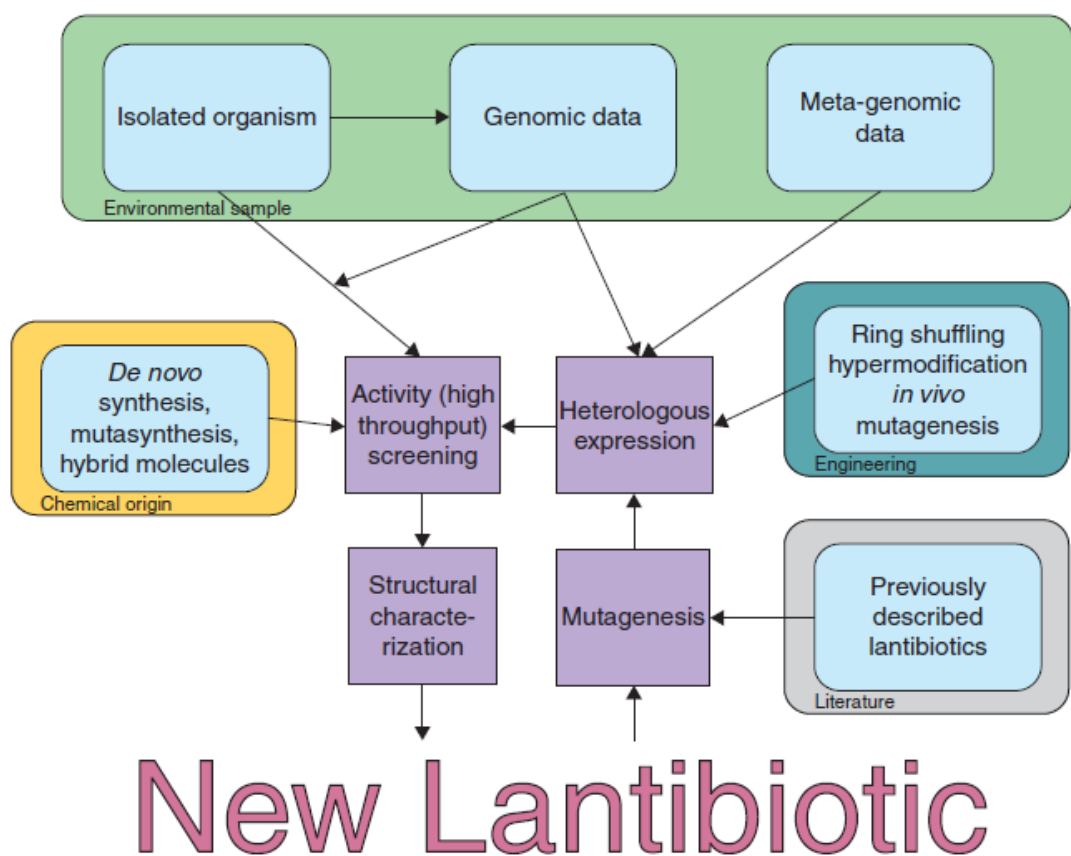 Isolated organism
Genomic data
Meta-genomic
data
Environmental sample
De novo
synthesis,
mutasynthesis,
hybrid molecules
Chemical origin
Activity (high
throughput)
screening
Heterologous
expression
Ring shuffling
hypermodification
in vivo
mutagenesis
Engineering
Structural
characte-
rization
Mutagenesis
Previously
described
lantibiotics
Literature
New Lantibiotic